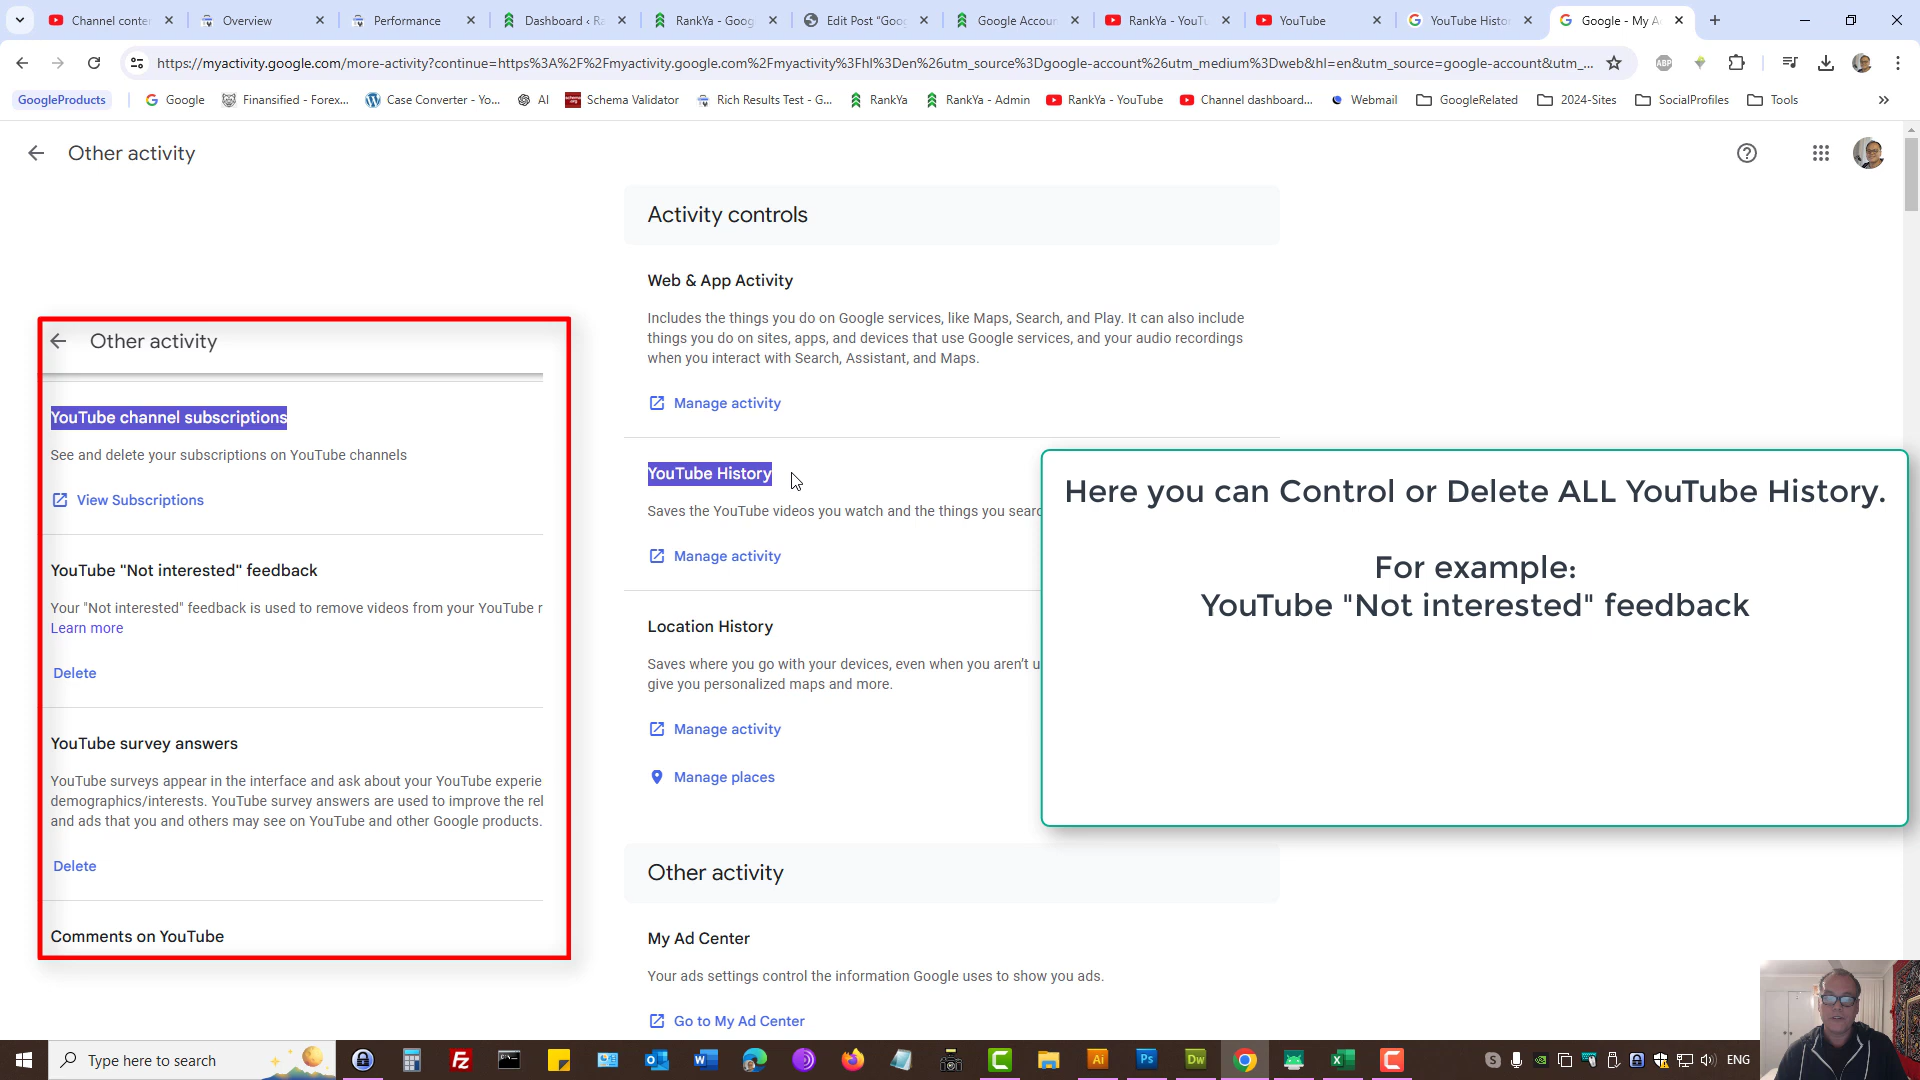 Channel conten
Overview
Performance
Dashboard ‹ Ra
RankYa - Goog
Edit Post "Goog
Google Accoun
RankYa - YouTu
YouTube
YouTube Histo
Google - My A
https://myactivity.google.com/more-activity?continue=https%3A%2F%2Fmyactivity.google.com%2Fmyactivity%3Fhl%3Den%26utm_source%3Dgoogle-account%26utm_medium%3Dweb&hl=en&utm_source=google-account&utm_...
ABP
GoogleProducts
Google
Finansified - Forex...
Case Converter - Yo...
AI
Schema Validator
Rich Results Test - G...
RankYa
RankYa - Admin
RankYa - YouTube
Channel dashboard...
Webmail
GoogleRelated
2024-Sites
SocialProfiles
Tools
Other activity
Activity controls
Web & App Activity
Includes the things you do on Google services, like Maps, Search, and Play. It can also include
things you do on sites, apps, and devices that use Google services, and your audio recordings
when you interact with Search, Assistant, and Maps.
Manage activity
YouTube History
Saves the YouTube videos you watch and the things you searc
Manage activity
Location History
Saves where you go with your devices, even when you aren't u
give you personalized maps and more.
Manage activity
Manage places
Other activity
My Ad Center
Your ads settings control the information Google uses to show you ads.
Go to My Ad Center
Other activity
YouTube channel subscriptions
See and delete your subscriptions on YouTube channels
View Subscriptions
YouTube "Not interested" feedback
Your "Not interested" feedback is used to remove videos from your YouTube r
Learn more
Delete
YouTube survey answers
YouTube surveys appear in the interface and ask about your YouTube experie
demographics/interests. YouTube survey answers are used to improve the rel
and ads that you and others may see on YouTube and other Google products.
Delete
Comments on YouTube
Here you can Control or Delete ALL YouTube History.
For example:
YouTube "Not interested" feedback
Type here to search
Fz
W
Ai
Ps
Dw
ENG